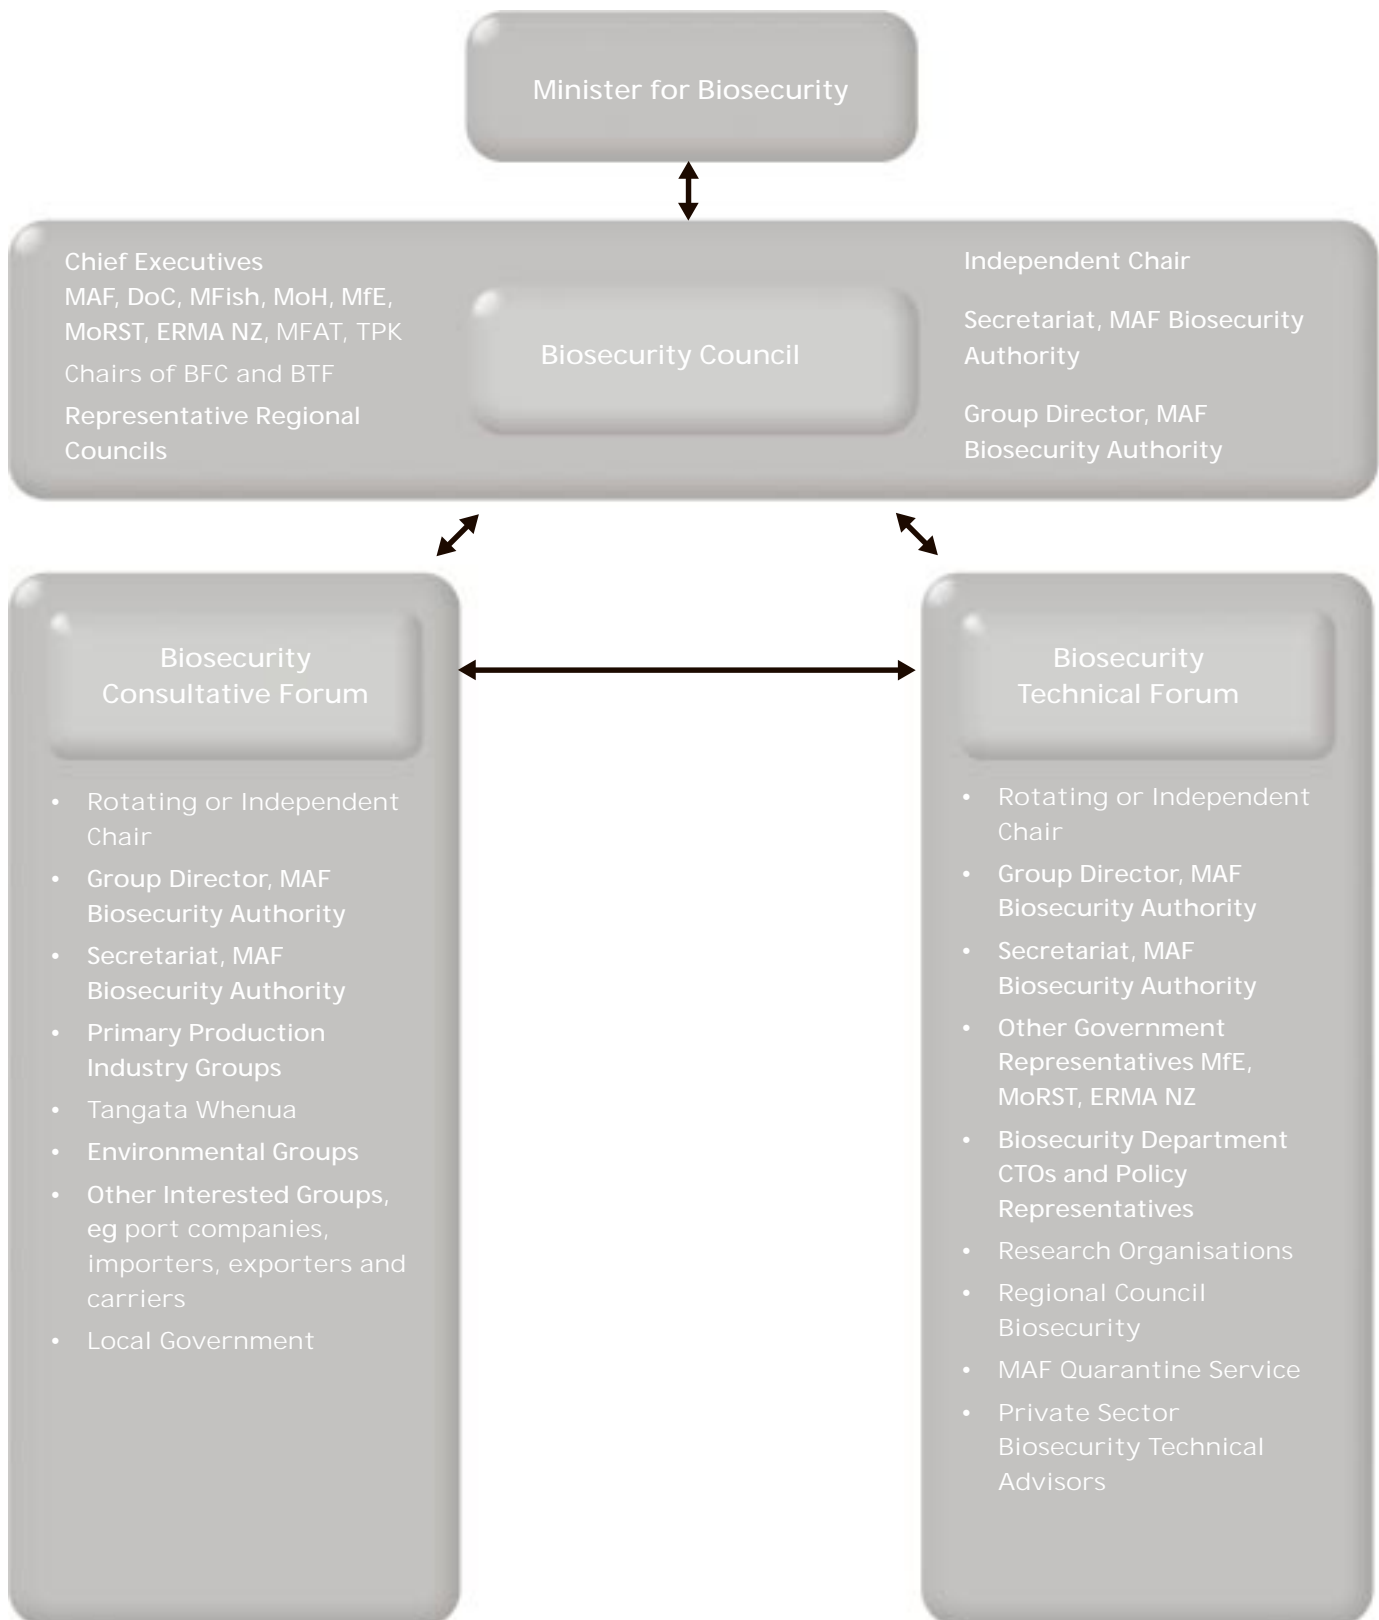 Minister for Biosecurity
Chief Executives
MAF, DoC, MFish, MoH, MfE,
MoRST, ERMA NZ, MFAT, TPK
Chairs of BFC and BTF
Representative Regional
Councils
Biosecurity Council
Independent Chair
Secretariat, MAF Biosecurity
Authority
Group Director, MAF
Biosecurity Authority
Biosecurity
Consultative Forum
• Rotating or Independent
Chair
• Group Director, MAF
Biosecurity Authority
• Secretariat, MAF
Biosecurity Authority
• Primary Production
Industry Groups
• Tangata Whenua
• Environmental Groups
• Other Interested Groups,
eg port companies,
importers, exporters and
carriers
• Local Government
Biosecurity
Technical Forum
• Rotating or Independent
Chair
• Group Director, MAF
Biosecurity Authority
• Secretariat, MAF
Biosecurity Authority
• Other Government
Representatives MfE,
MoRST, ERMA NZ
• Biosecurity Department
CTOs and Policy
Representatives
• Research Organisations
• Regional Council
Biosecurity
• MAF Quarantine Service
• Private Sector
Biosecurity Technical
Advisors